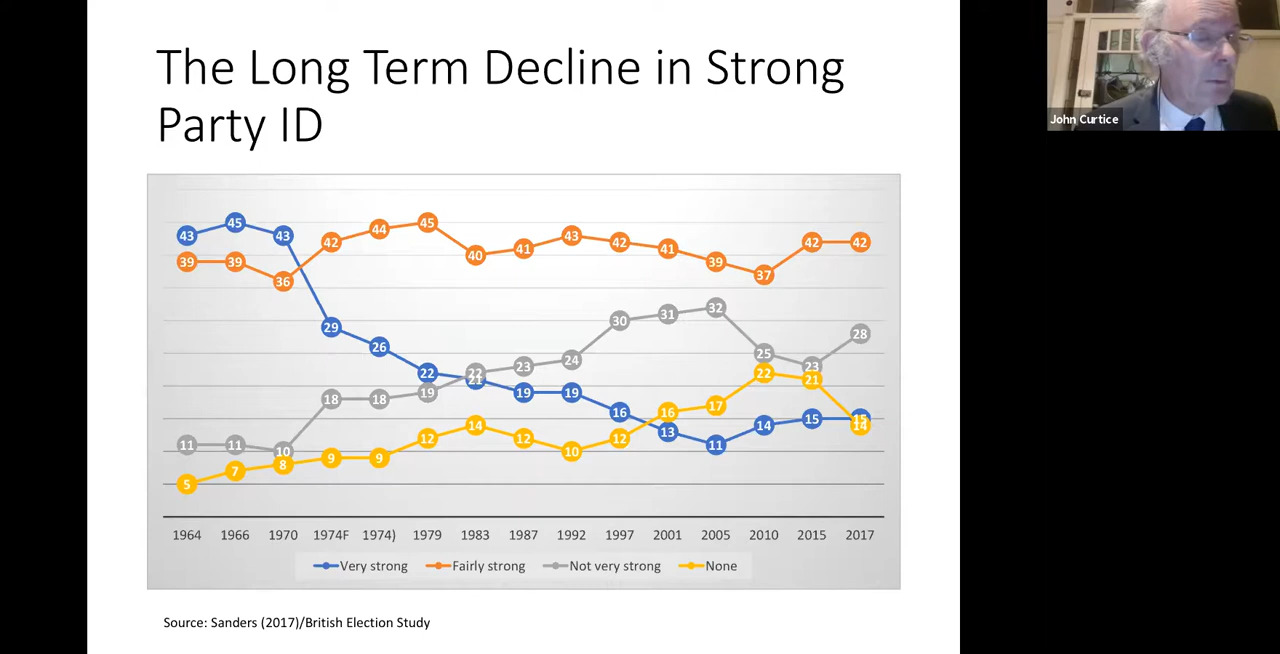 The Long Term Decline in Strong
Party ID
John Curtice
43 45 43 29 26 22 21 19 19 16 13 11 14 15 15
39 39 36 42 44 45 40 41 43 42 41 39 37 42 42
11 11 10 18 18 19 22 23 24 30 31 32 25 23 28
5 7 8 9 9 12 14 12 10 12 16 17 22 21 14
1964 1966 1970 1974F 1974) 1979 1983 1987 1992 1997 2001 2005 2010 2015 2017
Very strong Fairly strong Not very strong None
Source: Sanders (2017)/British Election Study